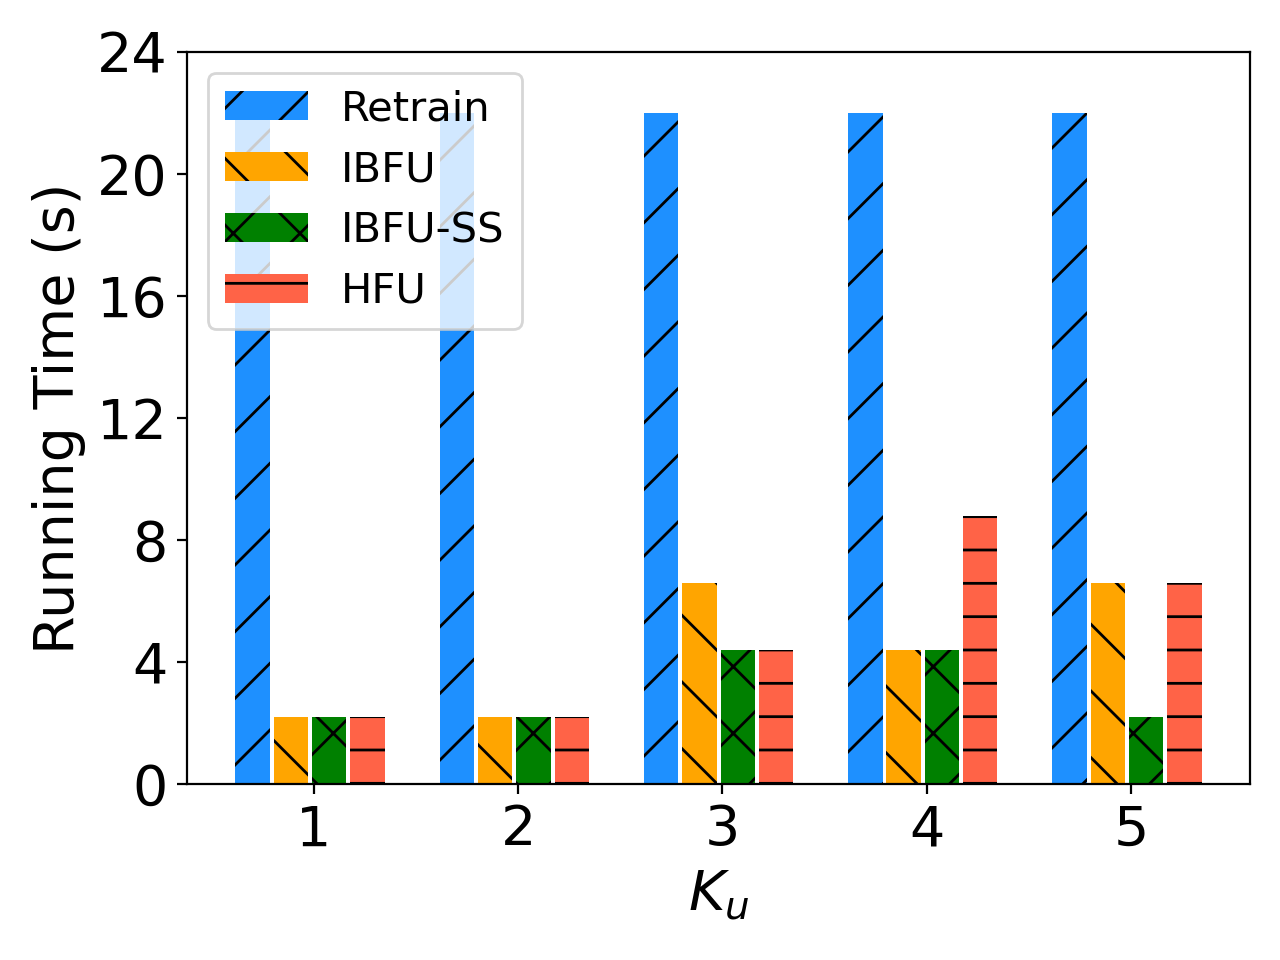 Running Time (s)
24
20
16
12
8
4
0
Retrain
IBFU
IBFU-SS
HFU
1 2 3 4 5
K_u